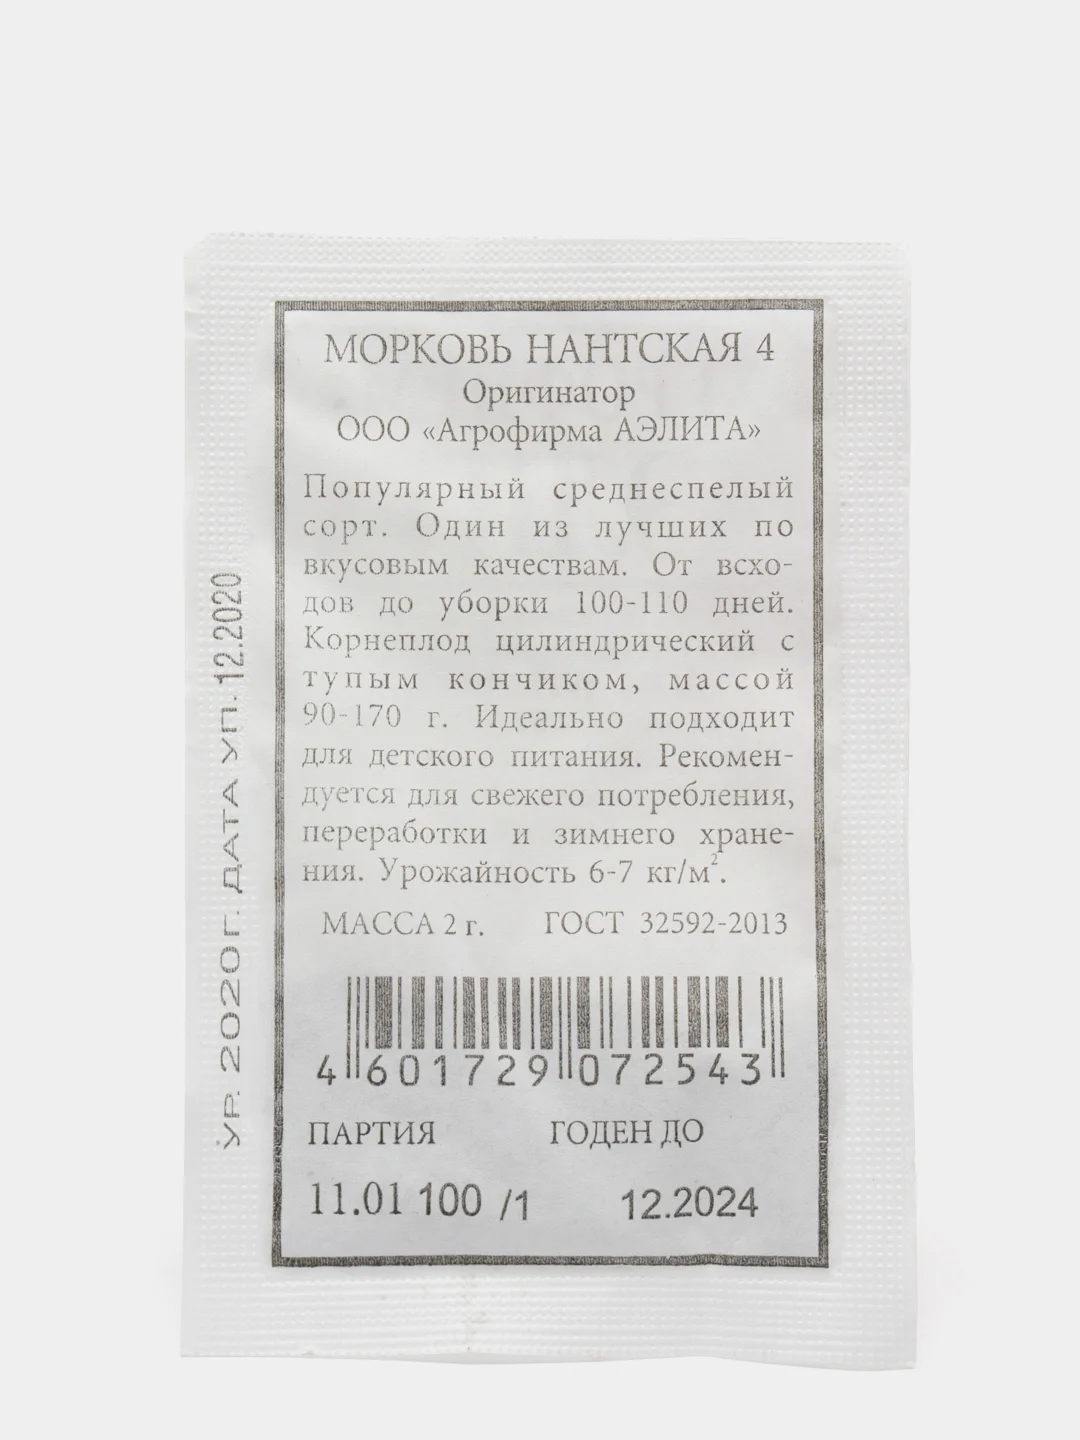 МОРКОВЬ НАНТСКАЯ 4
Оригинатор
ООО «Агрофирма АЭЛИТА»
Популярный среднеспелый
сорт. Один из лучших по
вкусовым качествам. От всхо-
дов до уборки 100-110 дней.
Корнеплод цилиндрический с
тупым кончиком, массой
90-170 г. Идеально подходит
для детского питания. Рекомен-
дуется для свежего потребления,
переработки и зимнего хране-
ния. Урожайность 6-7 кг/м².
МАССА 2 г. ГОСТ 32592-2013
4 601729 072543
ПАРТИЯ ГОДЕН ДО
11.01 100 /1 12.2024
УР. 2020г. ДАТА УП. 12.2020